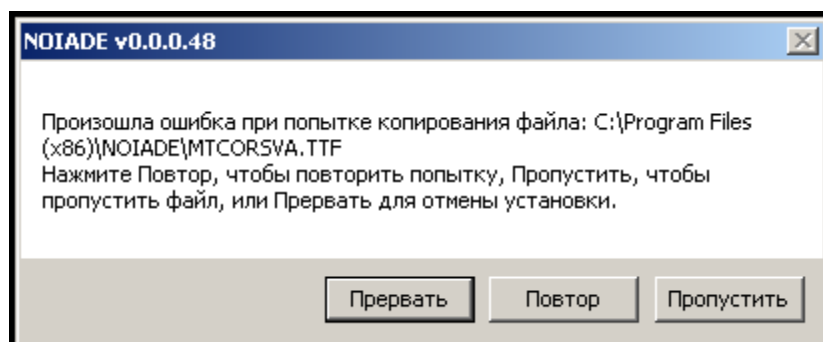 NOIADE v0.0.0.48
Произошла ошибка при попытке копирования файла: C:\Program Files
(x86)\NOIADE\MTCORSVA.TTF
Нажмите Повтор, чтобы повторить попытку, Пропустить, чтобы
пропустить файл, или Прервать для отмены установки.
Прервать Повтор Пропустить